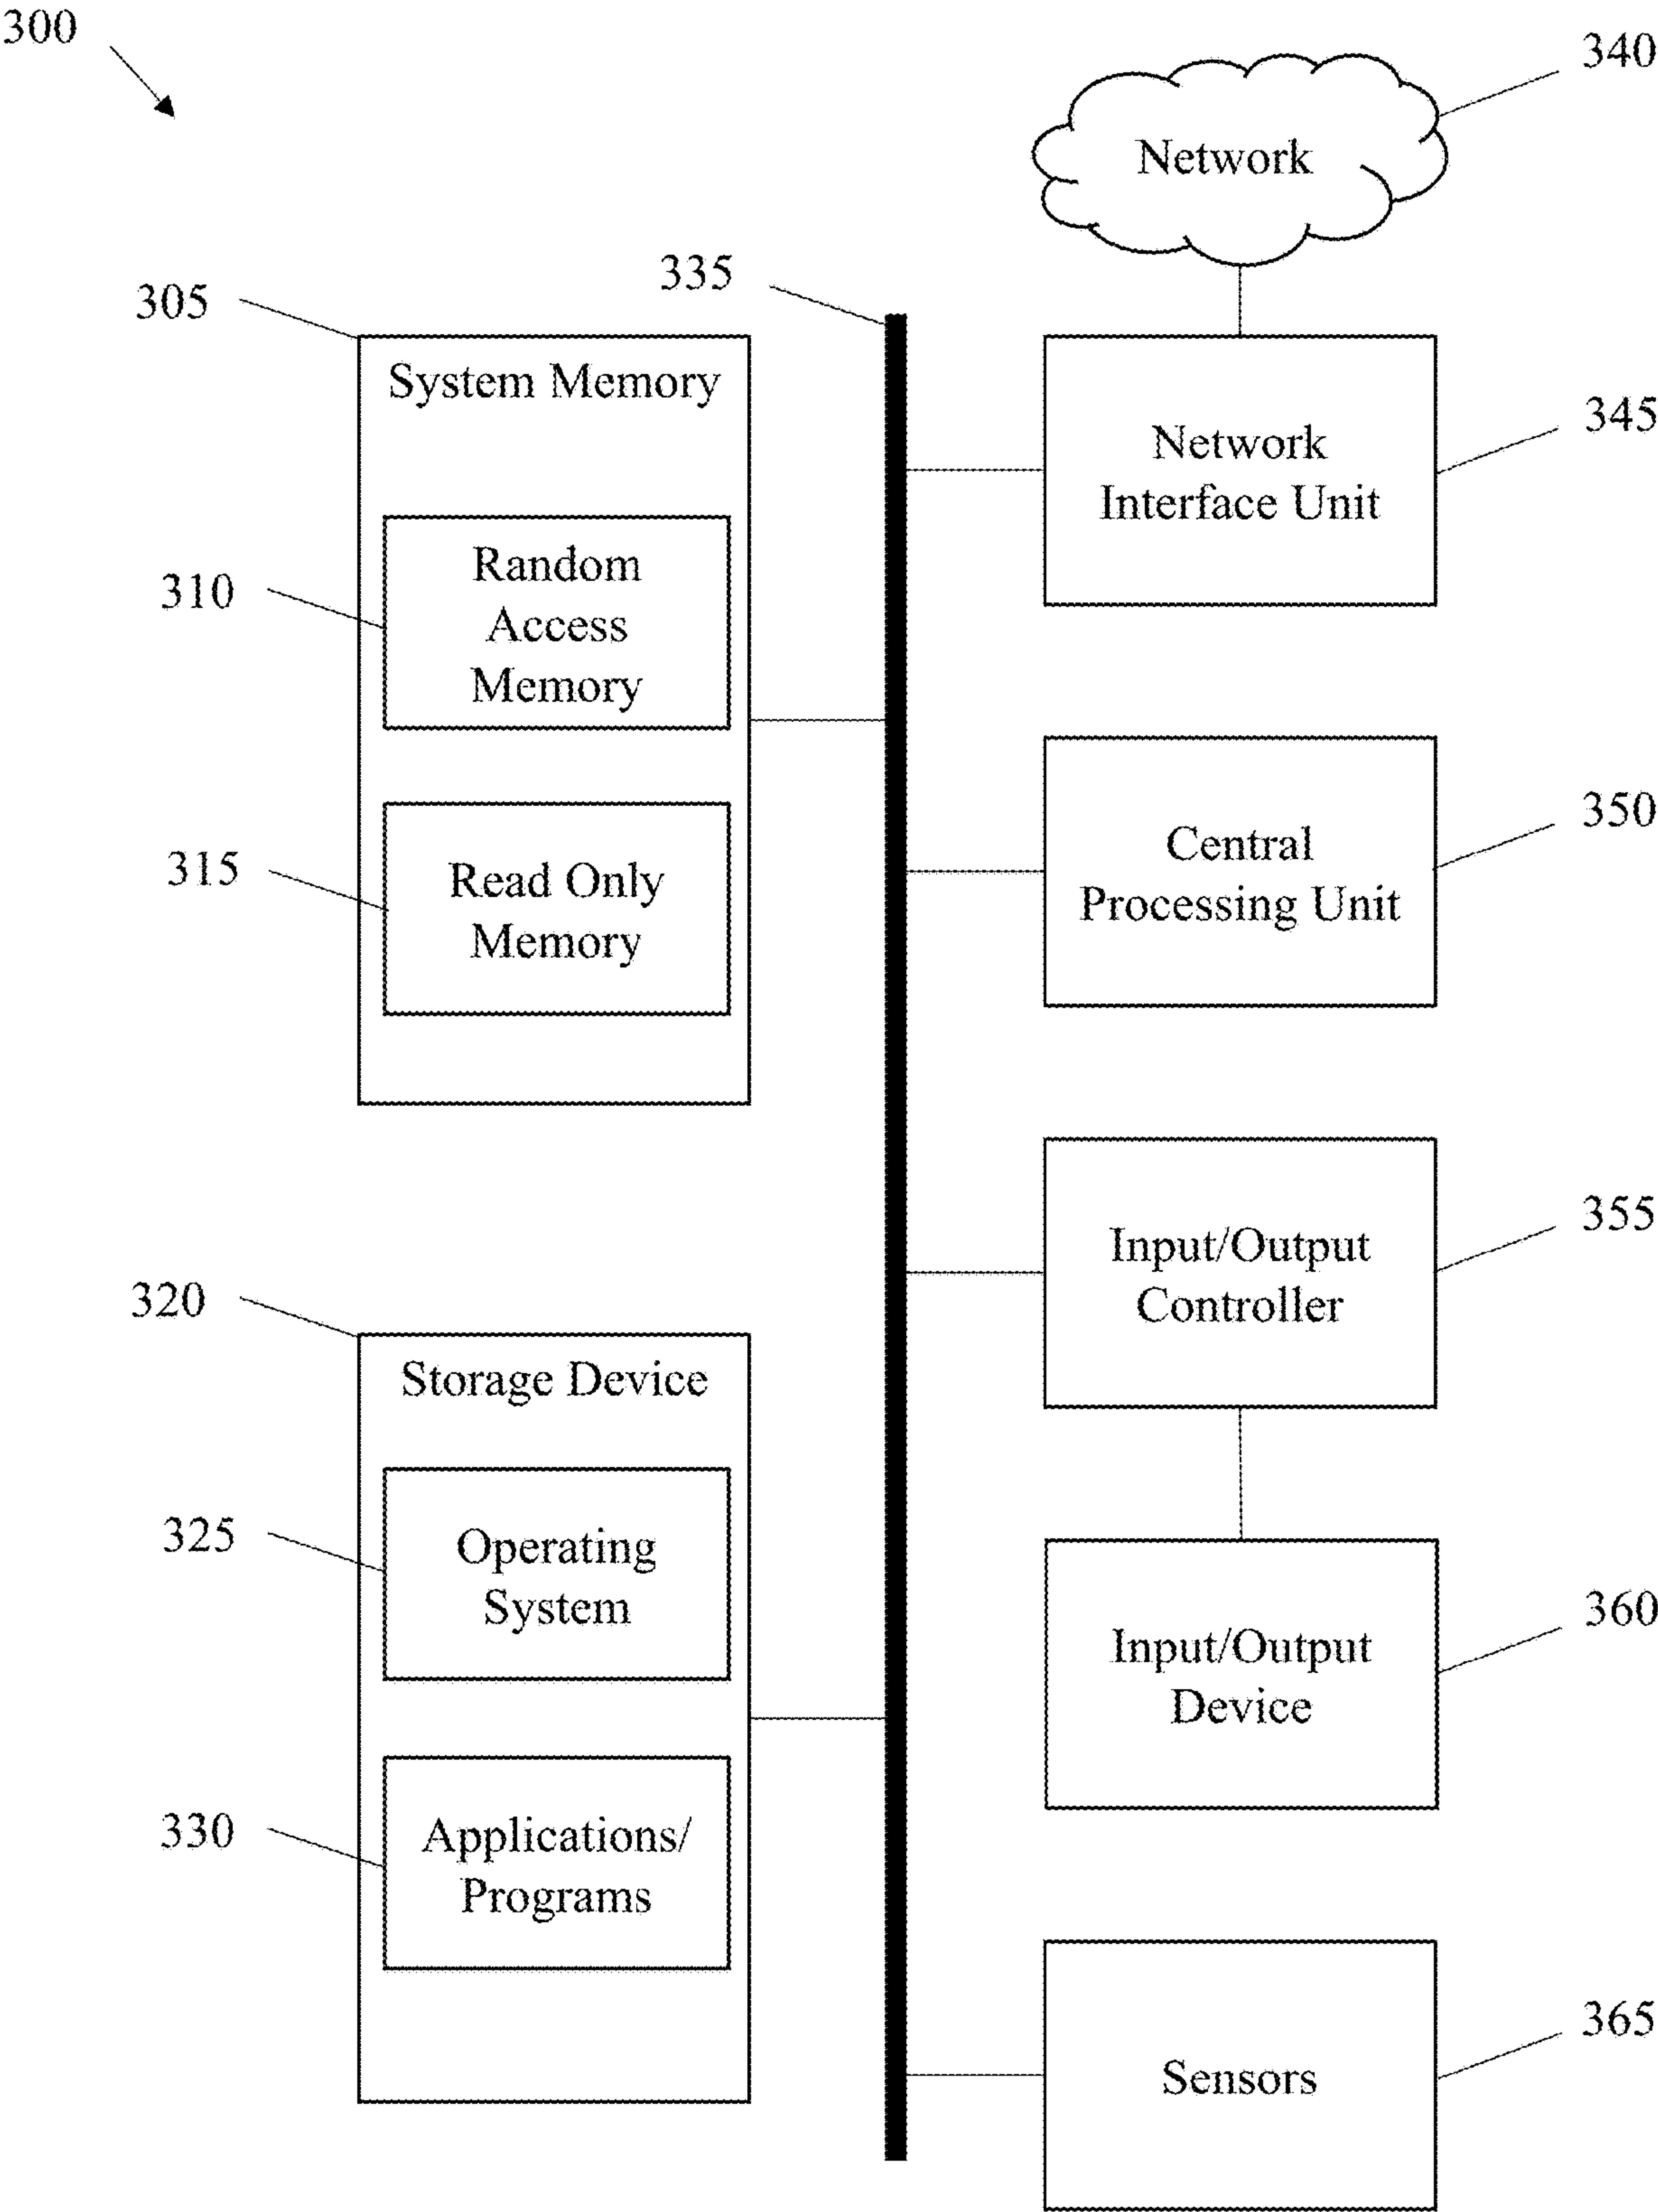 300
340
Network
335
305
System Memory
345
Network
Interface Unit
310
Random
Access
Memory
350
Central
Processing Unit
315
Read Only
Memory
355
Input/Output
Controller
320
Storage Device
325
Operating
System
360
Input/Output
Device
330
Applications/
Programs
365
Sensors